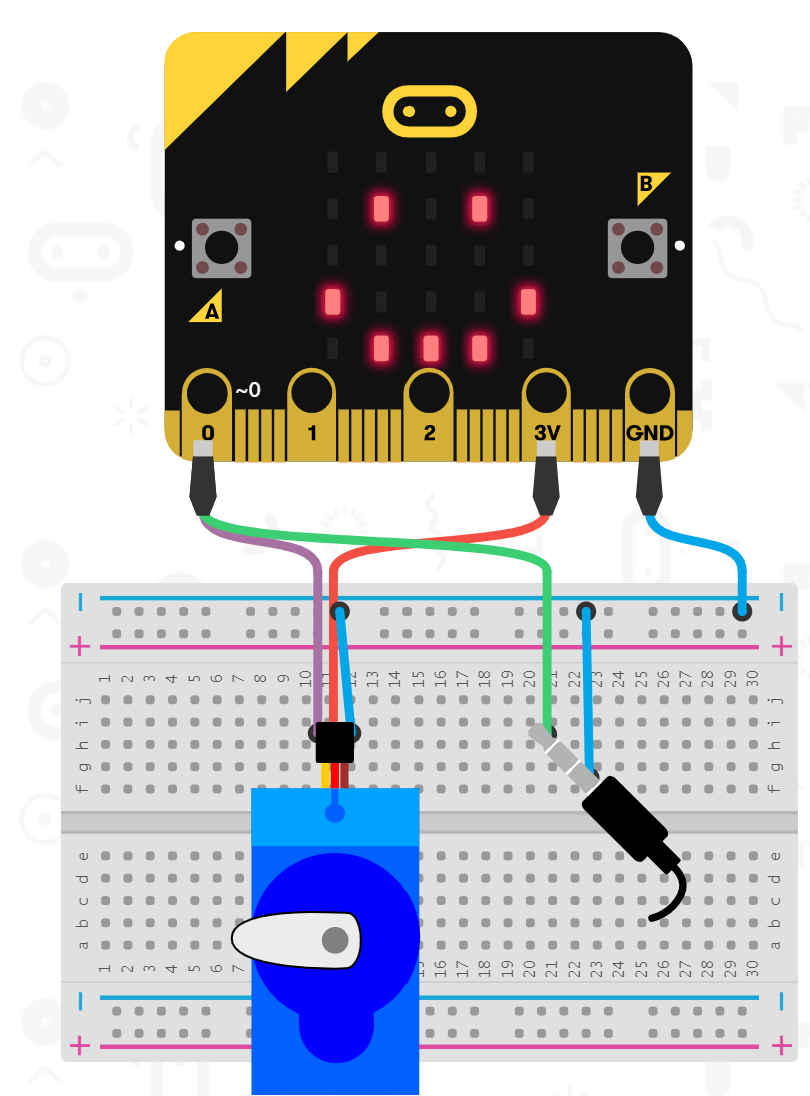 B
A
~0
0 1 2 3V GND
− −
+ +
1 2 3 4 5 6 7 8 9 10 11 12 13 14 15 16 17 18 19 20 21 22 23 24 25 26 27 28 29 30
j j
i i
h h
g g
f f
e e
d d
c c
b b
a a
1 2 3 4 5 6 7 15 16 17 18 19 20 21 22 23 24 25 26 27 28 29 30
− −
+ +